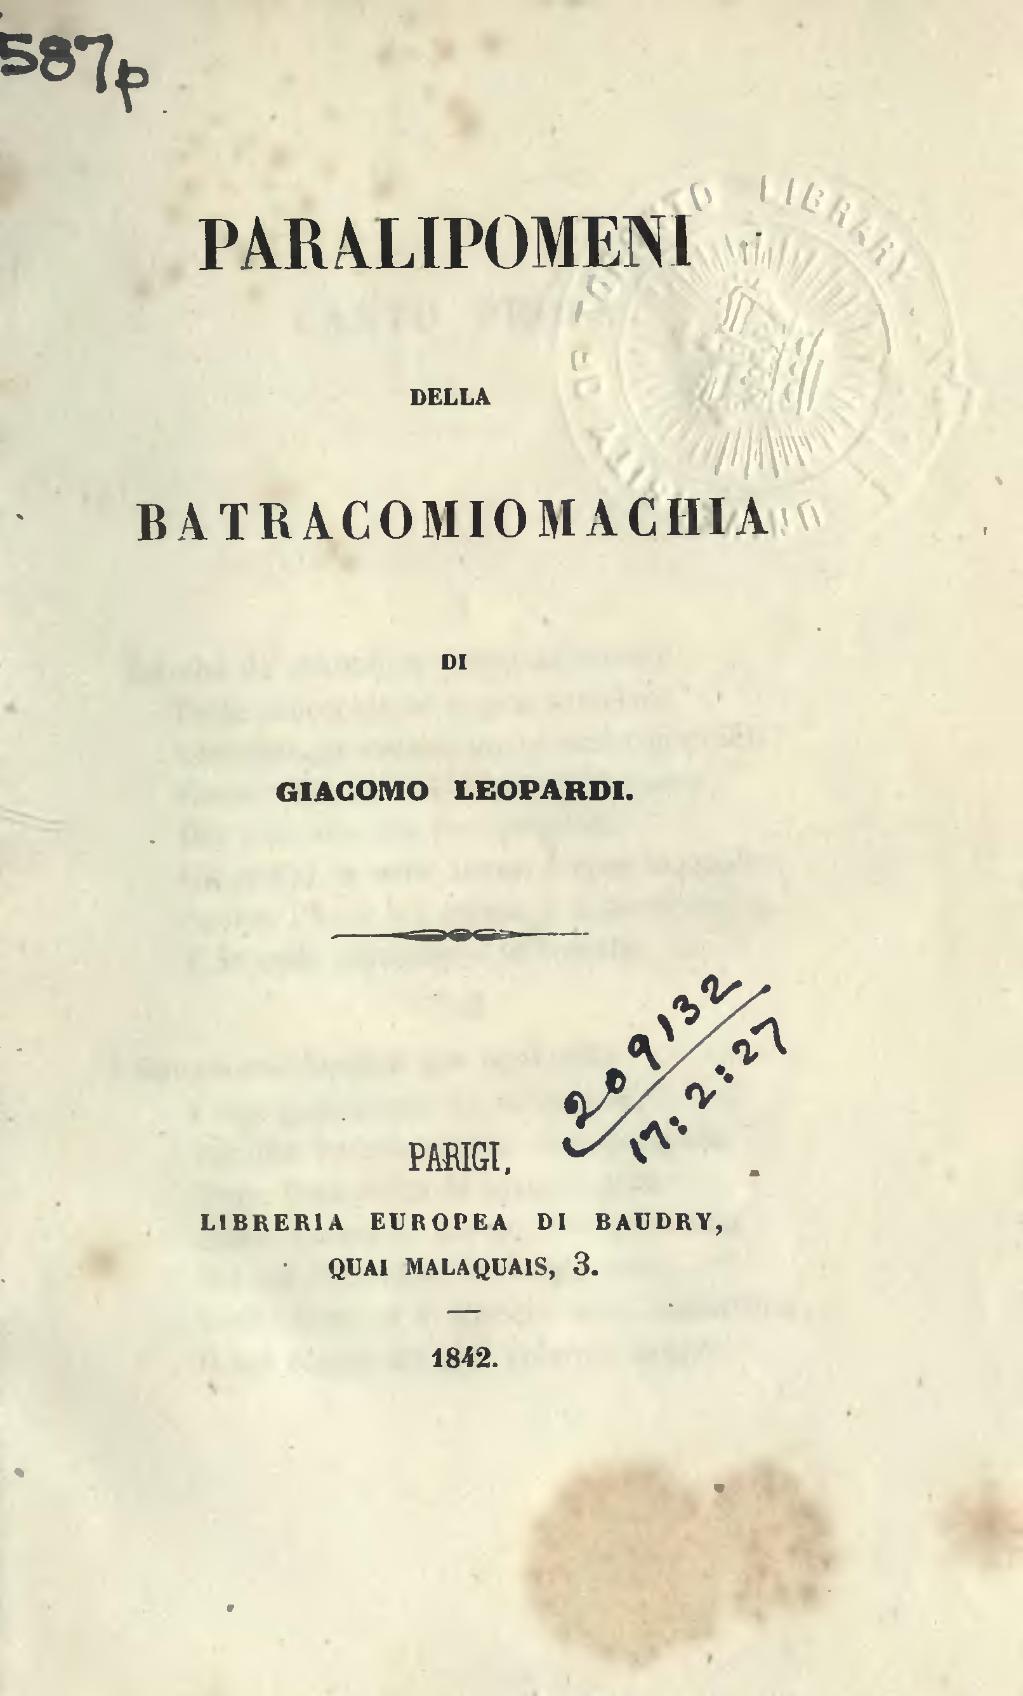 587p
PARALIPOMENI
DELLA
BATRACOMIOMACHIA
DI
GIACOMO LEOPARDI.
209132
17:2:27
PARIGI,
LIBRERIA EUROPEA DI BAUDRY,
QUAI MALAQUAIS, 3.
1842.
LIBRARY